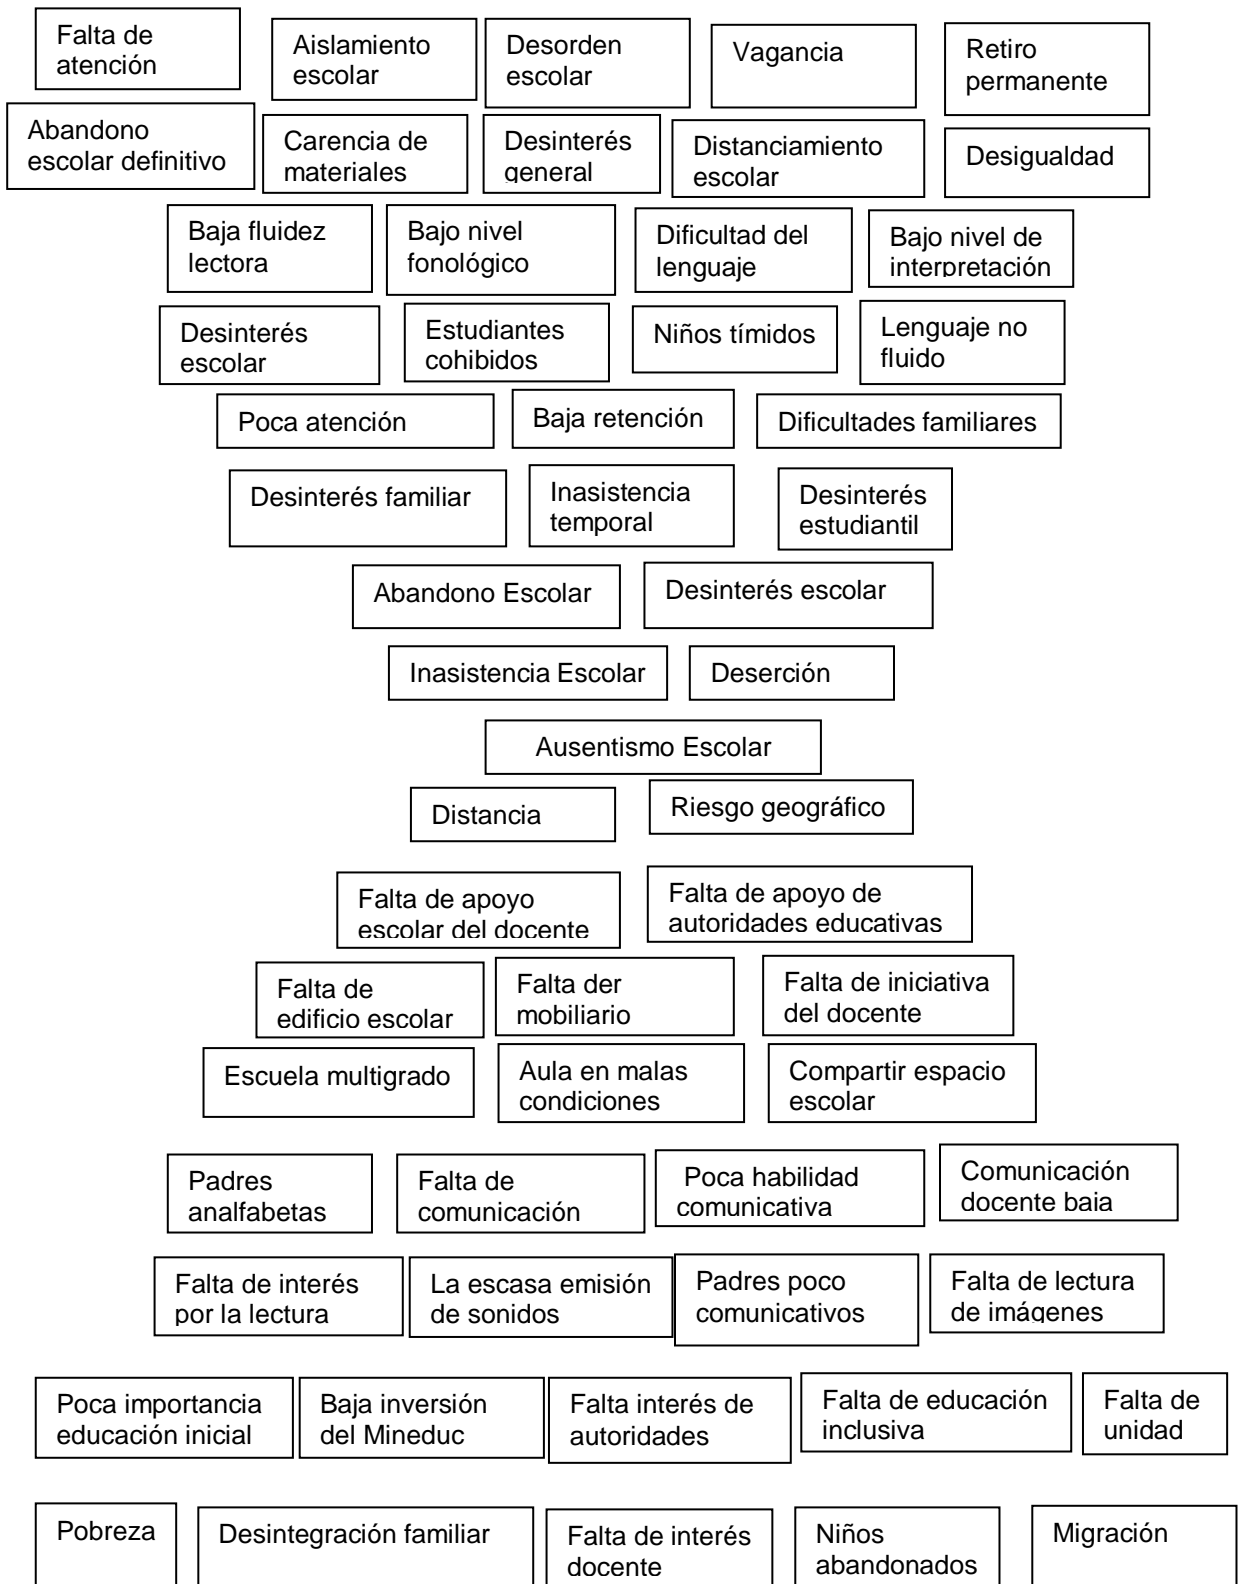 Falta de
atención
Aislamiento
escolar
Desorden
escolar
Vagancia
Retiro
permanente
Abandono
escolar definitivo
Carencia de
materiales
Desinterés
general
Distanciamiento
escolar
Desigualdad
Baja fluidez
lectora
Bajo nivel
fonológico
Dificultad del
lenguaje
Bajo nivel de
interpretación
Desinterés
escolar
Estudiantes
cohibidos
Niños tímidos
Lenguaje no
fluido
Poca atención
Baja retención
Dificultades familiares
Desinterés familiar
Inasistencia
temporal
Desinterés
estudiantil
Abandono Escolar
Desinterés escolar
Inasistencia Escolar
Deserción
Ausentismo Escolar
Distancia
Riesgo geográfico
Falta de apoyo
escolar del docente
Falta de apoyo de
autoridades educativas
Falta de
edificio escolar
Falta der
mobiliario
Falta de iniciativa
del docente
Escuela multigrado
Aula en malas
condiciones
Compartir espacio
escolar
Padres
analfabetas
Falta de
comunicación
Poca habilidad
comunicativa
Comunicación
docente baja
Falta de interés
por la lectura
La escasa emisión
de sonidos
Padres poco
comunicativos
Falta de lectura
de imágenes
Poca importancia
educación inicial
Baja inversión
del Mineduc
Falta interés de
autoridades
Falta de educación
inclusiva
Falta de
unidad
Pobreza
Desintegración familiar
Falta de interés
docente
Niños
abandonados
Migración